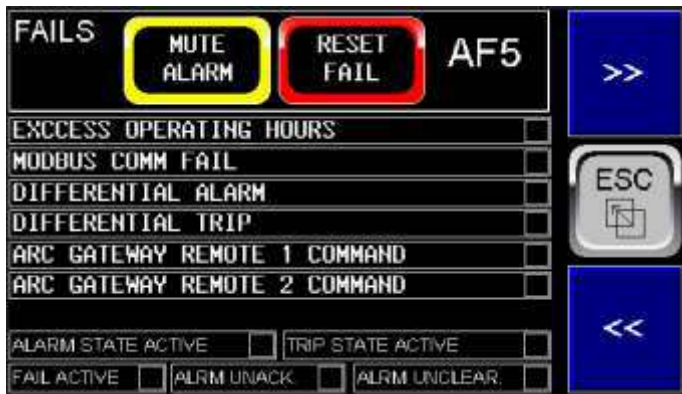 FAILS
MUTE
ALARM
RESET
FAIL
AF5
>>
EXCCESS OPERATING HOURS
MODBUS COMM FAIL
DIFFERENTIAL ALARM
DIFFERENTIAL TRIP
ARC GATEWAY REMOTE 1 COMMAND
ARC GATEWAY REMOTE 2 COMMAND
ESC
<<
ALARM STATE ACTIVE
TRIP STATE ACTIVE
FAIL ACTIVE
ALRM UNACK.
ALRM UNCLEAR.